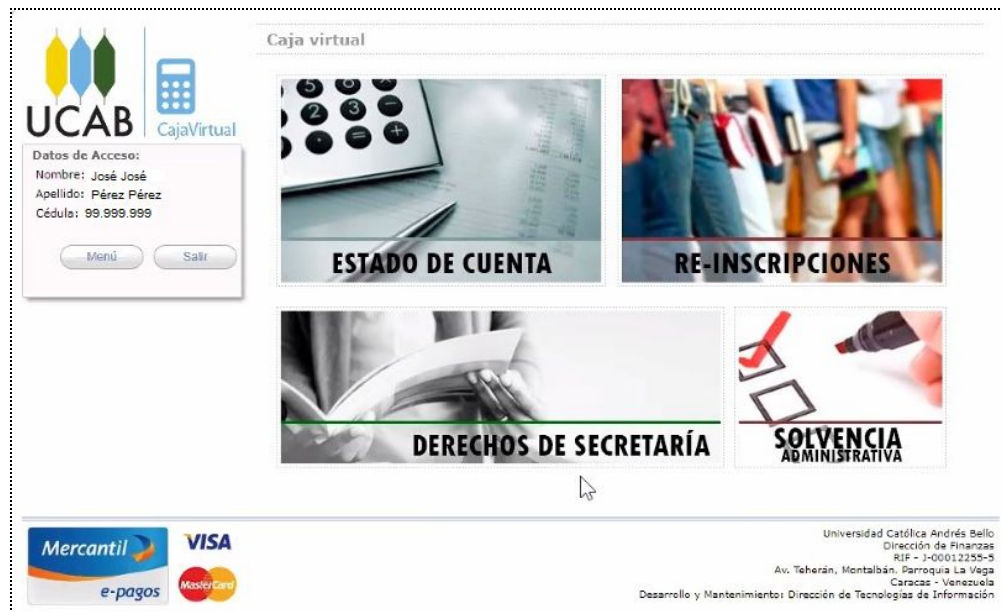 Caja virtual
UCAB
CajaVirtual
Datos de Acceso:
Nombre: José José
Apellido: Pérez Pérez
Cédula: 99.999.999
Menú
Salir
ESTADO DE CUENTA
RE-INSCRIPCIONES
DERECHOS DE SECRETARÍA
SOLVENCIA
ADMINISTRATIVA
Mercantil
e-pagos
VISA
MasterCard
Universidad Católica Andrés Bello
Dirección de Finanzas
RIF - J-00012255-5
Av. Teherán, Montalbán. Parroquia La Vega
Caracas - Venezuela
Desarrollo y Mantenimiento: Dirección de Tecnologías de Información